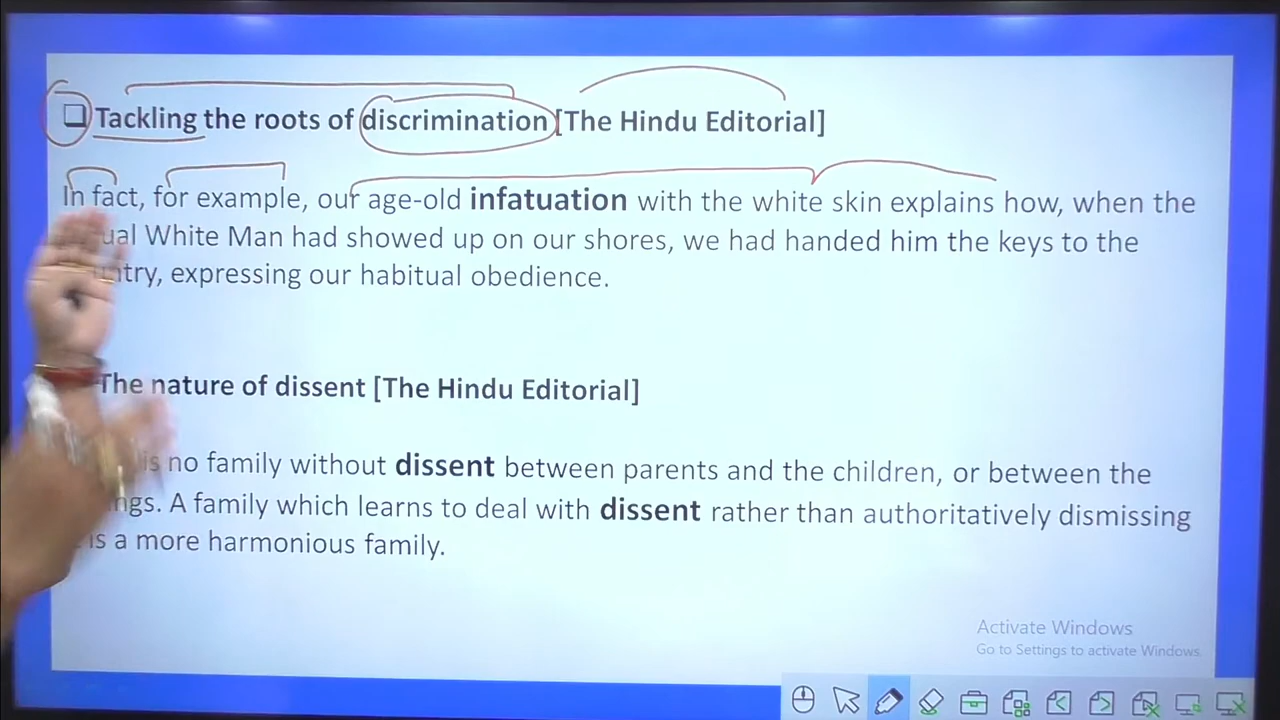 ❑ Tackling the roots of discrimination [The Hindu Editorial]
In fact, for example, our age-old infatuation with the white skin explains how, when the
White Man had showed up on our shores, we had handed him the keys to the
expressing our habitual obedience.
The nature of dissent [The Hindu Editorial]
is no family without dissent between parents and the children, or between the
A family which learns to deal with dissent rather than authoritatively dismissing
is a more harmonious family.
Activate Windows
Go to Settings to activate Windows.